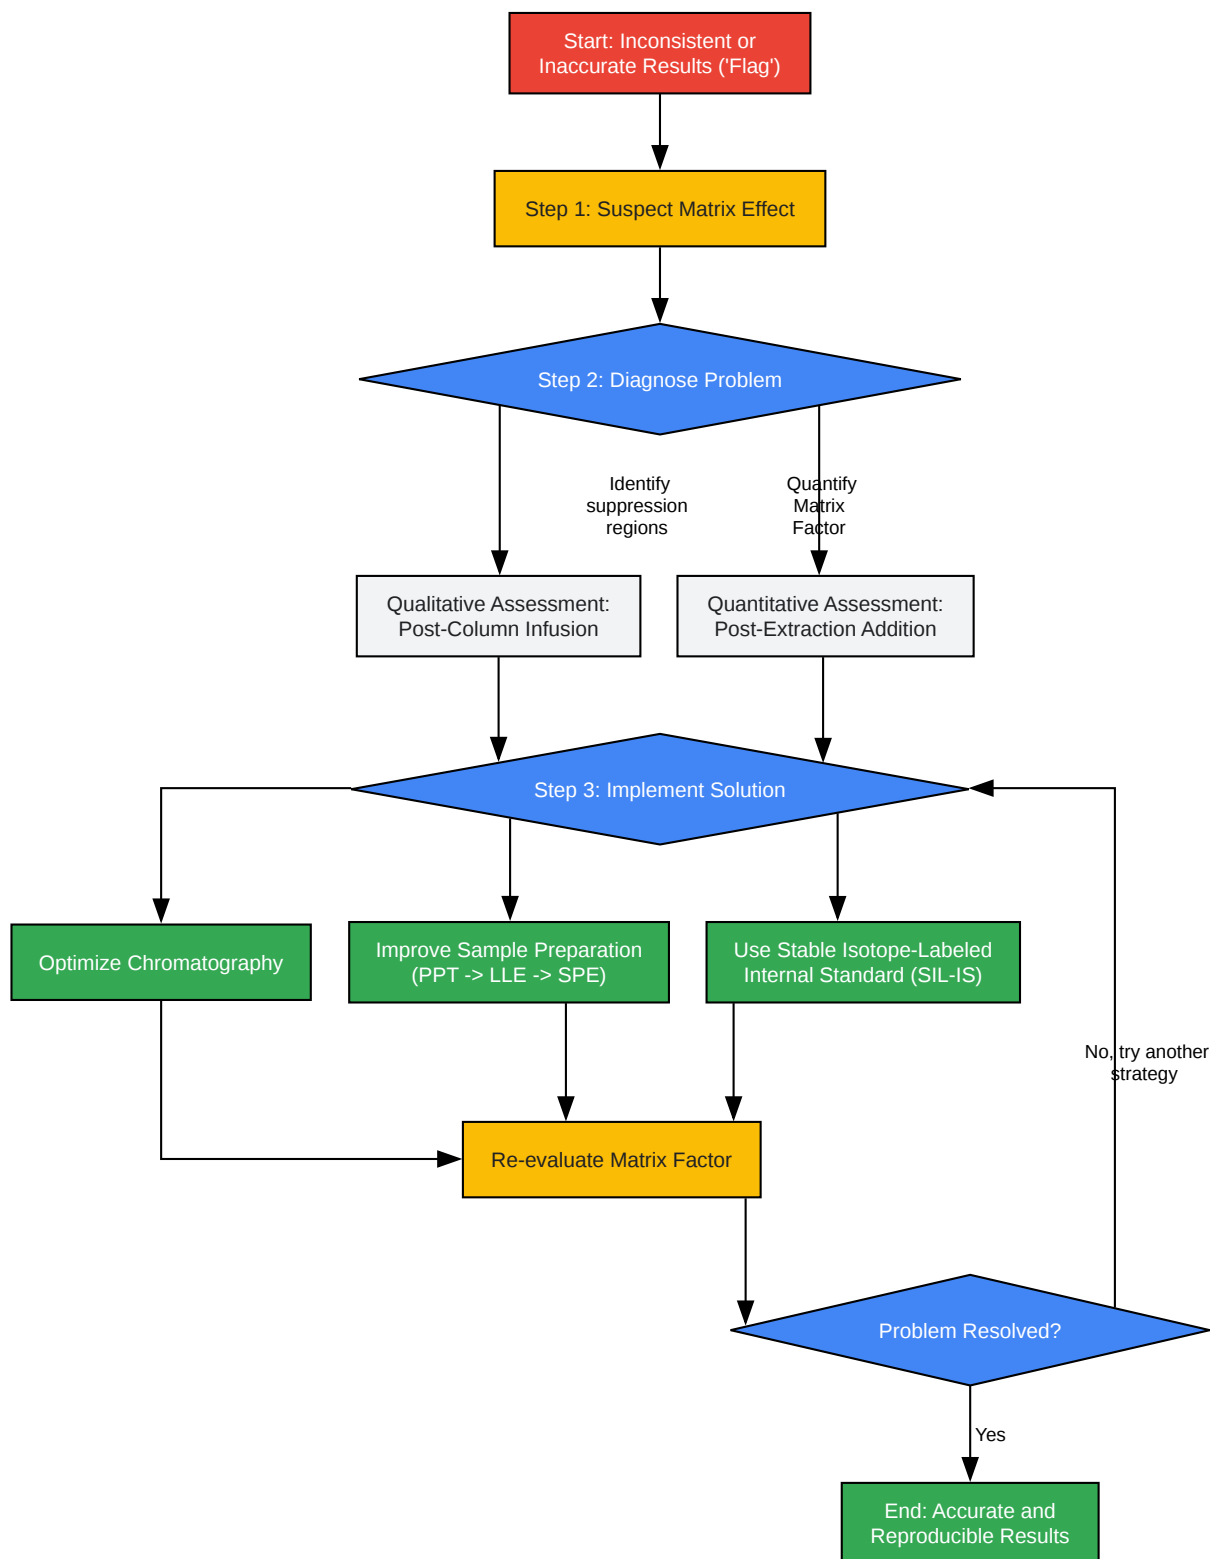 Start: Inconsistent or
Inaccurate Results ('Flag')
Step 1: Suspect Matrix Effect
Step 2: Diagnose Problem
Identify
suppression
regions
Quantify
Matrix
Factor
Qualitative Assessment:
Post-Column Infusion
Quantitative Assessment:
Post-Extraction Addition
Step 3: Implement Solution
Optimize Chromatography
Improve Sample Preparation
(PPT -> LLE -> SPE)
Use Stable Isotope-Labeled
Internal Standard (SIL-IS)
No, try another
strategy
Re-evaluate Matrix Factor
Problem Resolved?
Yes
End: Accurate and
Reproducible Results